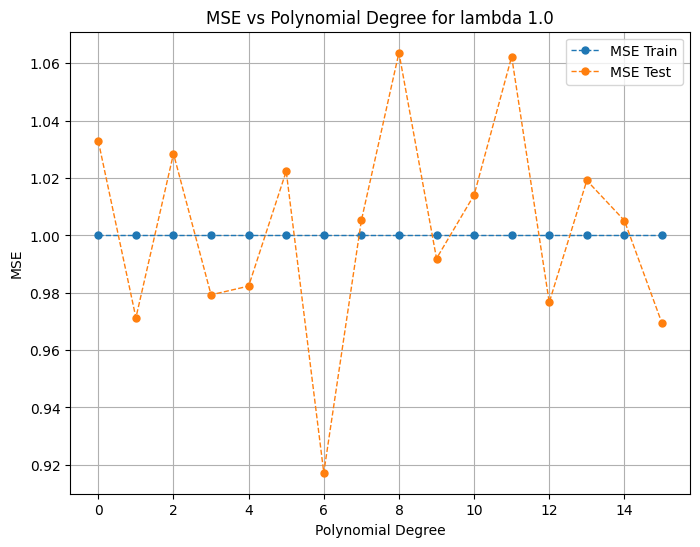 MSE vs Polynomial Degree for lambda 1.0
MSE Train
MSE Test
1.06
1.04
1.02
1.00
0.98
0.96
0.94
0.92
MSE
0 2 4 6 8 10 12 14
Polynomial Degree